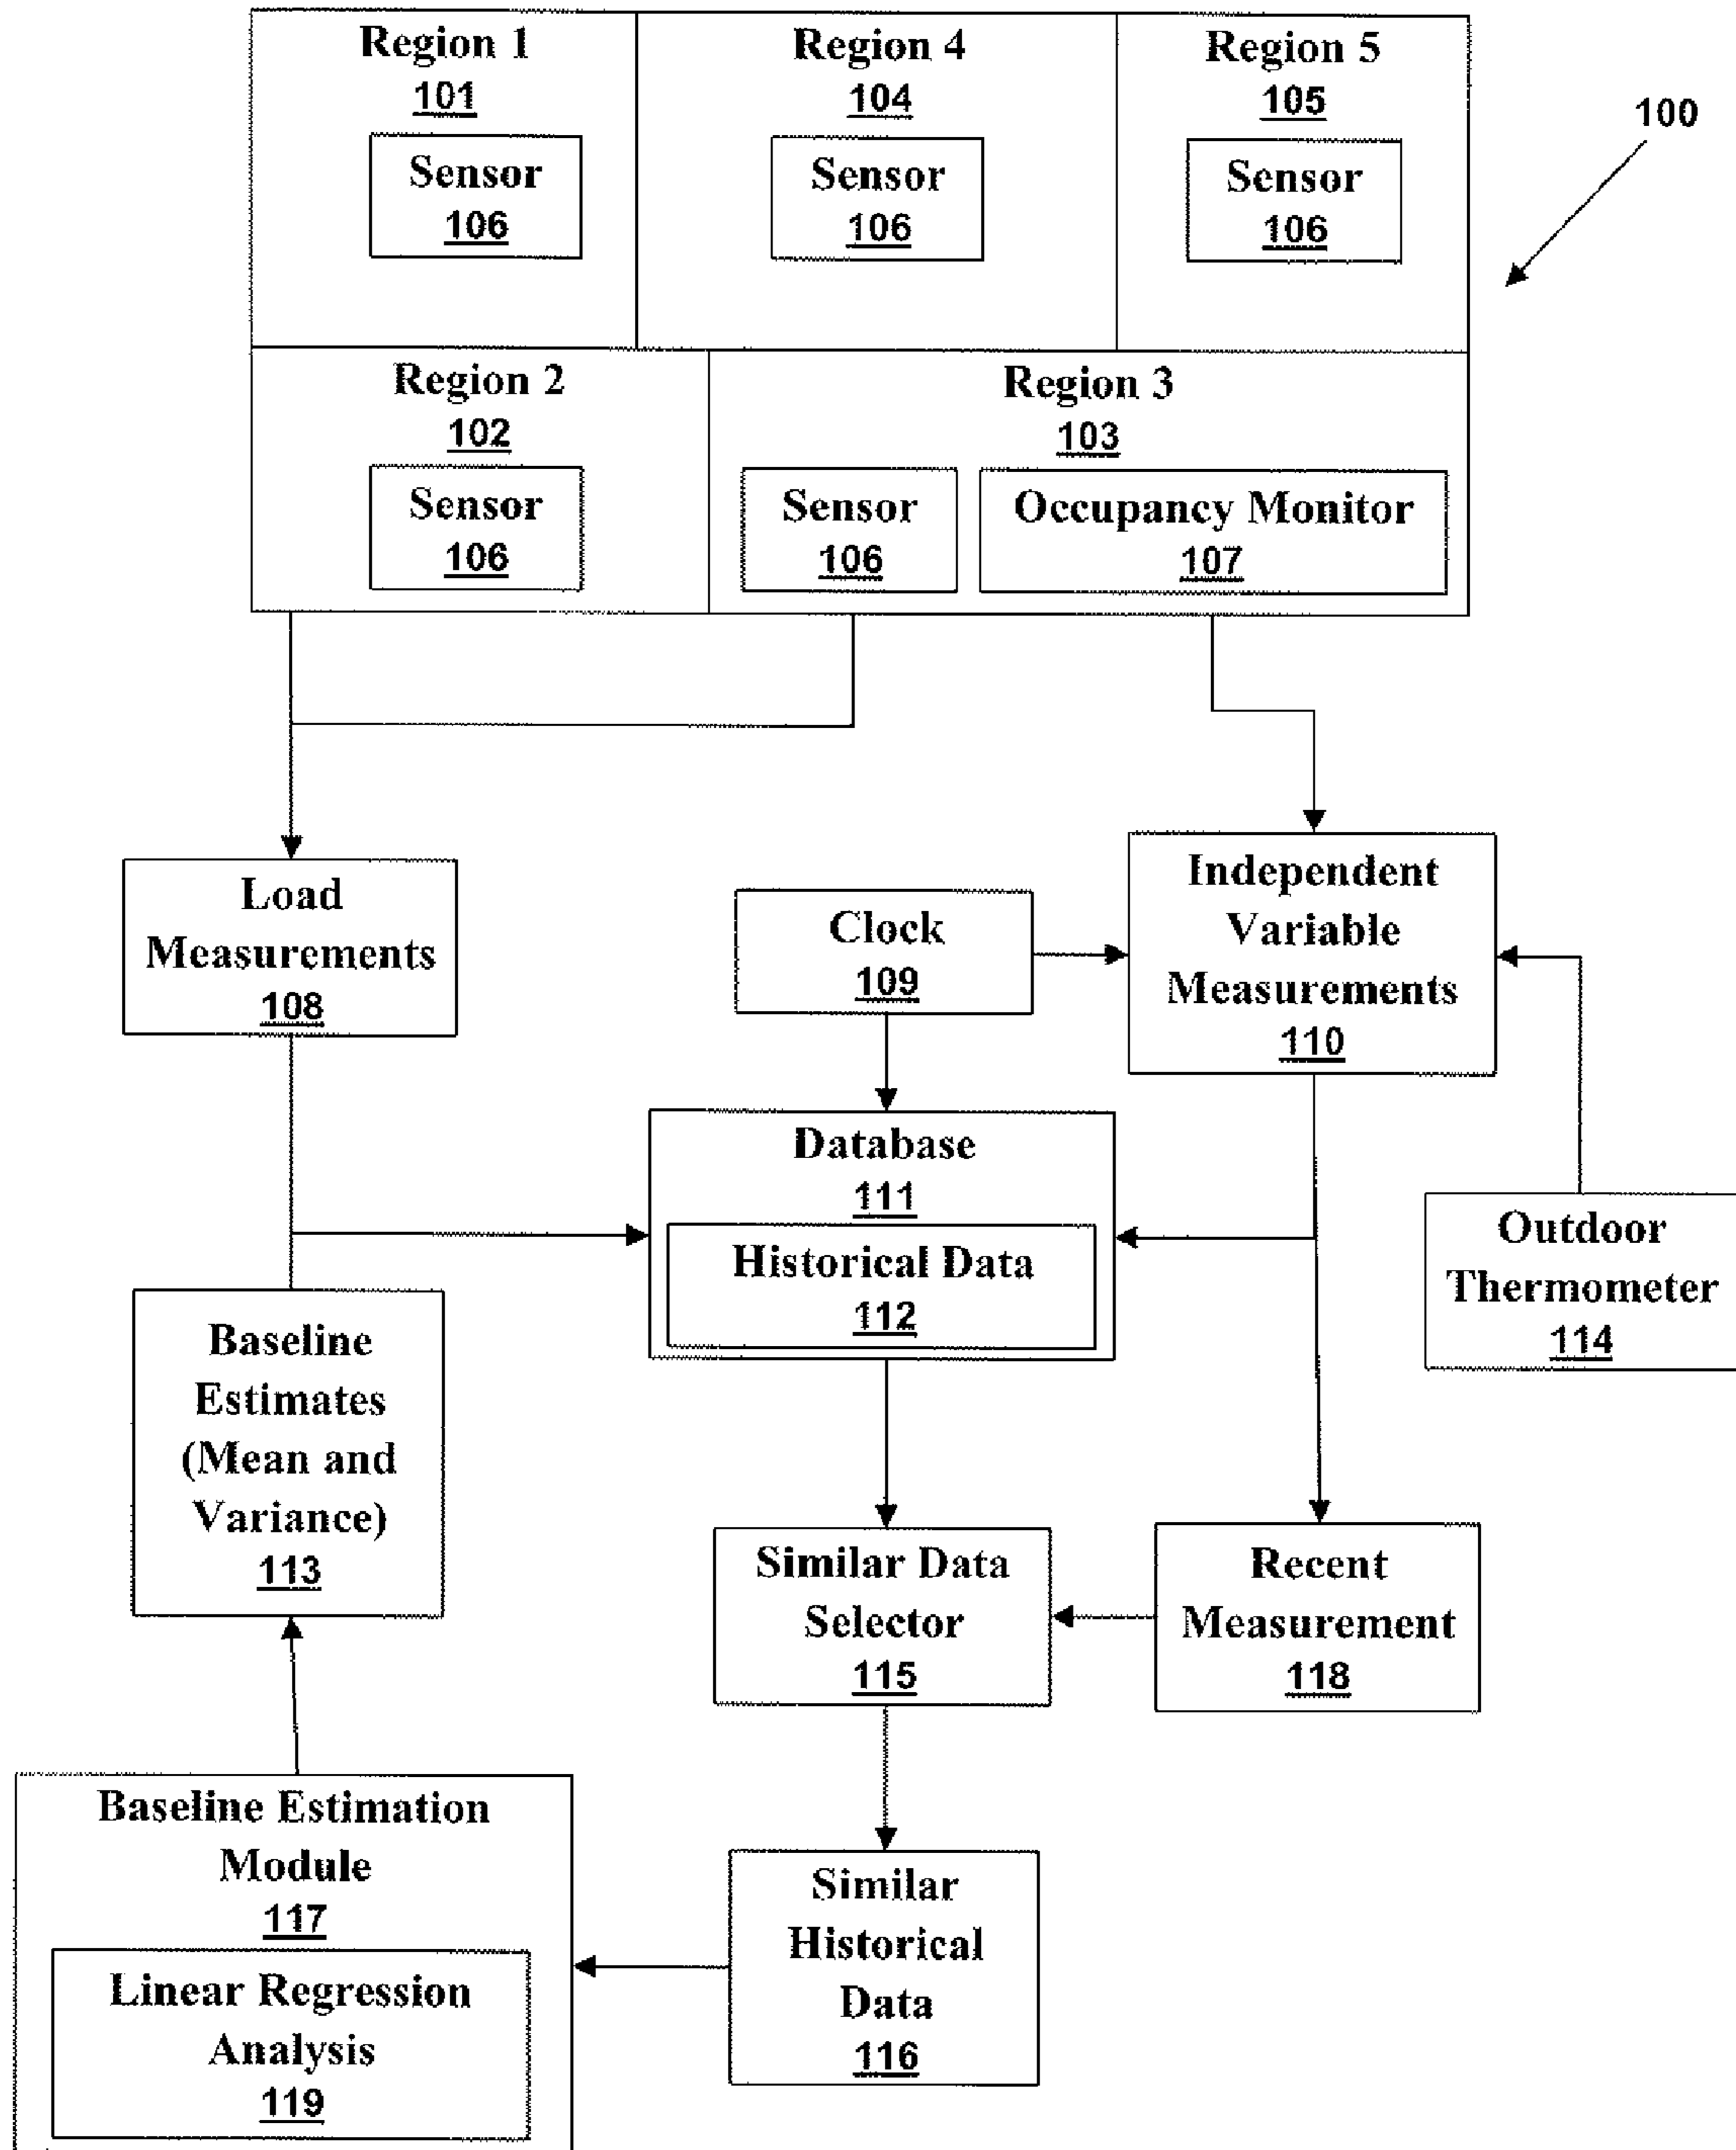 Region 1
101
Sensor
106
Region 4
104
Sensor
106
Region 5
105
Sensor
106
100
Region 2
102
Sensor
106
Region 3
103
Sensor
106
Occupancy Monitor
107
Load
Measurements
108
Clock
109
Independent
Variable
Measurements
110
Database
111
Historical Data
112
Outdoor
Thermometer
114
Baseline
Estimates
(Mean and
Variance)
113
Similar Data
Selector
115
Recent
Measurement
118
Baseline Estimation
Module
117
Linear Regression
Analysis
119
Similar
Historical
Data
116